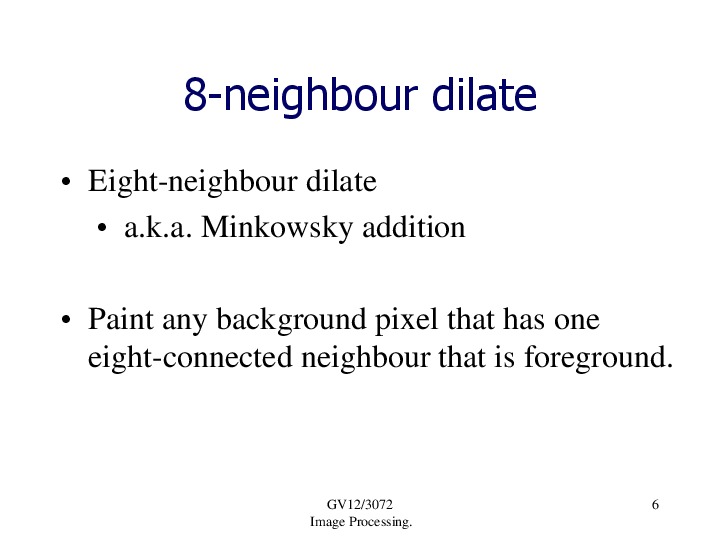 8-neighbour dilate
• Eight-neighbour dilate
• a.k.a. Minkowsky addition
• Paint any background pixel that has one
eight-connected neighbour that is foreground.
GV12/3072
Image Processing.
6